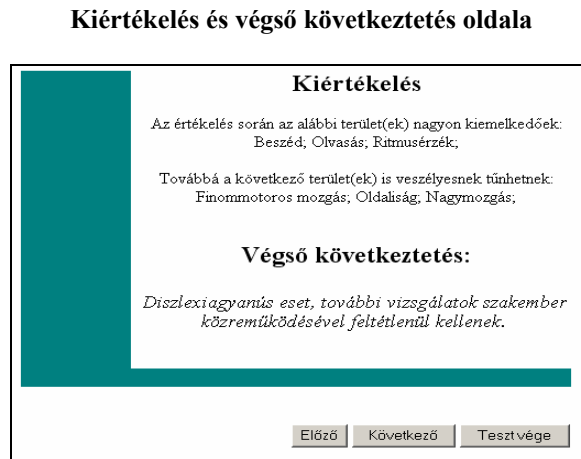 Kiértékelés és végső következtetés oldala
Kiértékelés
Az értékelés során az alábbi terület(ek) nagyon kiemelkedőek:
Beszéd; Olvasás; Ritmusérzék;
Továbbá a következő terület(ek) is veszélyesnek tűnhetnek:
Finommotoros mozgás; Oldaliság; Nagymozgás;
Végső következtetés:
Diszlexiagyanús eset, további vizsgálatok szakember
közreműködésével feltétlenül kellenek.
Előző Következő Teszt vége